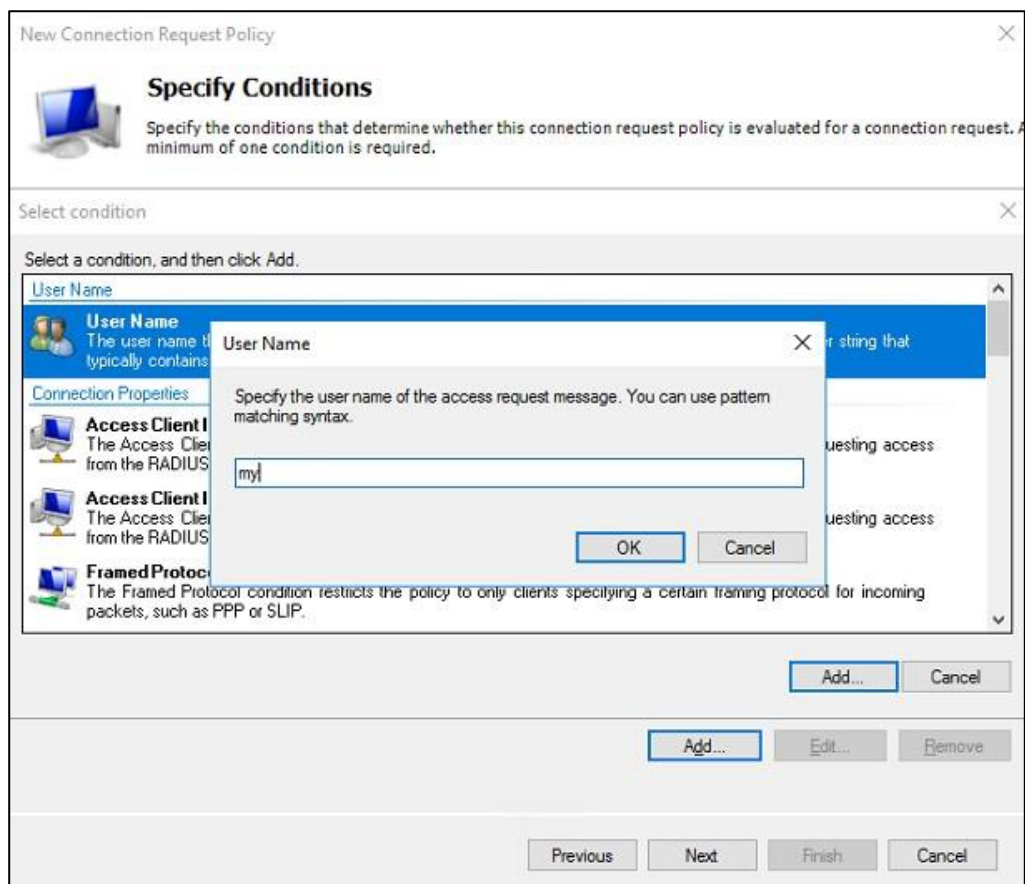 New Connection Request Policy
Specify Conditions
Specify the conditions that determine whether this connection request policy is evaluated for a connection request. A
minimum of one condition is required.
Select condition
Select a condition, and then click Add.
User Name
User Name
The user name t
r string that
typically contains
User Name
Specify the user name of the access request message. You can use pattern
matching syntax.
my
OK
Cancel
Connection Properties
Access Client I
The Access Clie
uesting access
from the RADIUS
Access Client I
The Access Clie
uesting access
from the RADIUS
Framed Protoc
The Framed Protocol condition restricts the policy to only clients specifying a certain framing protocol for incoming
packets, such as PPP or SLIP.
Add...
Cancel
Add...
Edit...
Remove
Previous
Next
Finish
Cancel